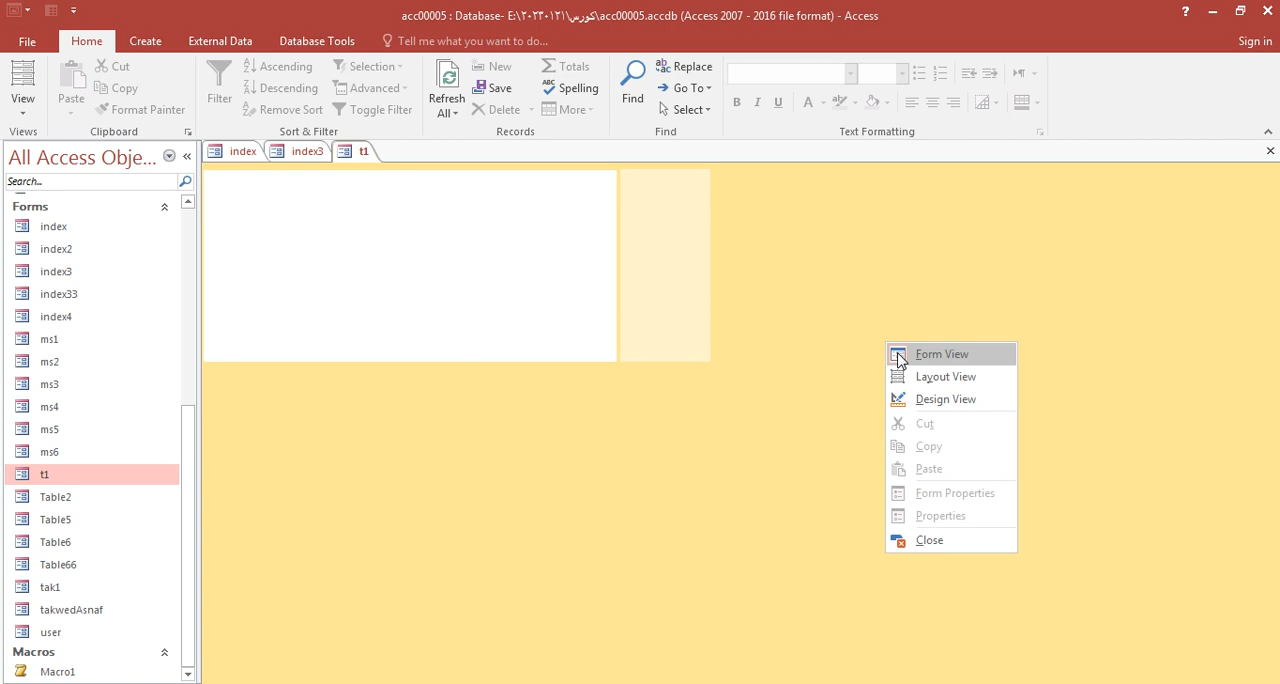 acc00005 : Database- E:\٢٠٢٣٠١٢١\كورس\acc00005.accdb (Access 2007 - 2016 file format) - Access
?
File
Home
Create
External Data
Database Tools
Tell me what you want to do...
Sign in
View
Views
Paste
Cut
Copy
Format Painter
Clipboard
Filter
Ascending
Descending
Remove Sort
Selection
Advanced
Toggle Filter
Sort & Filter
Refresh
All
New
Save
Delete
Totals
Spelling
More
Records
Find
Replace
Go To
Select
Find
B I U A
Text Formatting
All Access Obje...
Search...
index
index3
t1
Forms
index
index2
index3
index33
index4
ms1
ms2
ms3
ms4
ms5
ms6
t1
Table2
Table5
Table6
Table66
tak1
takwedAsnaf
user
Macros
Macro1
Form View
Layout View
Design View
Cut
Copy
Paste
Form Properties
Properties
Close